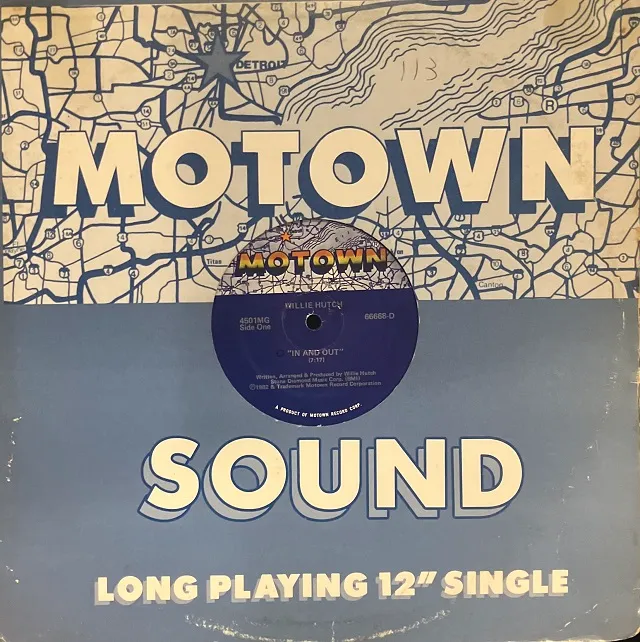 DETROIT
113
R
MOTOWN
Titan
Canton
MOTOWN
WILLIE HUTCH
4501MG
Side One
66668-D
"IN AND OUT"
(7:17)
Written, Arranged & Produced by Willie Hutch
Stone Diamond Music Corp. (BMI)
Ⓟ1982 & Trademark Motown Record Corporation
A PRODUCT OF MOTOWN RECORD CORP.
SOUND
LONG PLAYING 12" SINGLE